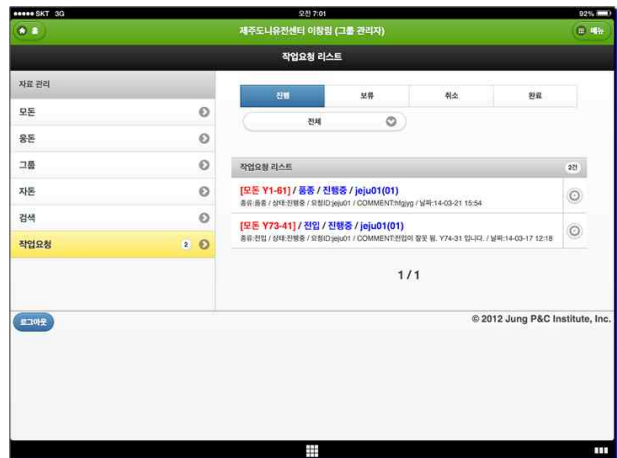 SKT 3G
오전 7:01
92%
홈
제주도니유전센터 이창림 (그룹 관리자)
메뉴
작업요청 리스트
자료 관리
모돈
웅돈
그룹
자돈
검색
작업요청 2
진행 보류 취소 완료
전체
작업요청 리스트 2건
[모돈 Y1-61] / 품종 / 진행중 / jeju01(01)
종류:품종 / 상태:진행중 / 요청ID:jeju01 / COMMENT:hfgjyg / 날짜:14-03-21 15:54
[모돈 Y73-41] / 전입 / 진행중 / jeju01(01)
종류:전입 / 상태:진행중 / 요청ID:jeju01 / COMMENT:전입이 잘못 됨. Y74-31 입니다. / 날짜:14-03-17 12:18
1 / 1
로그아웃
© 2012 Jung P&C Institute, Inc.